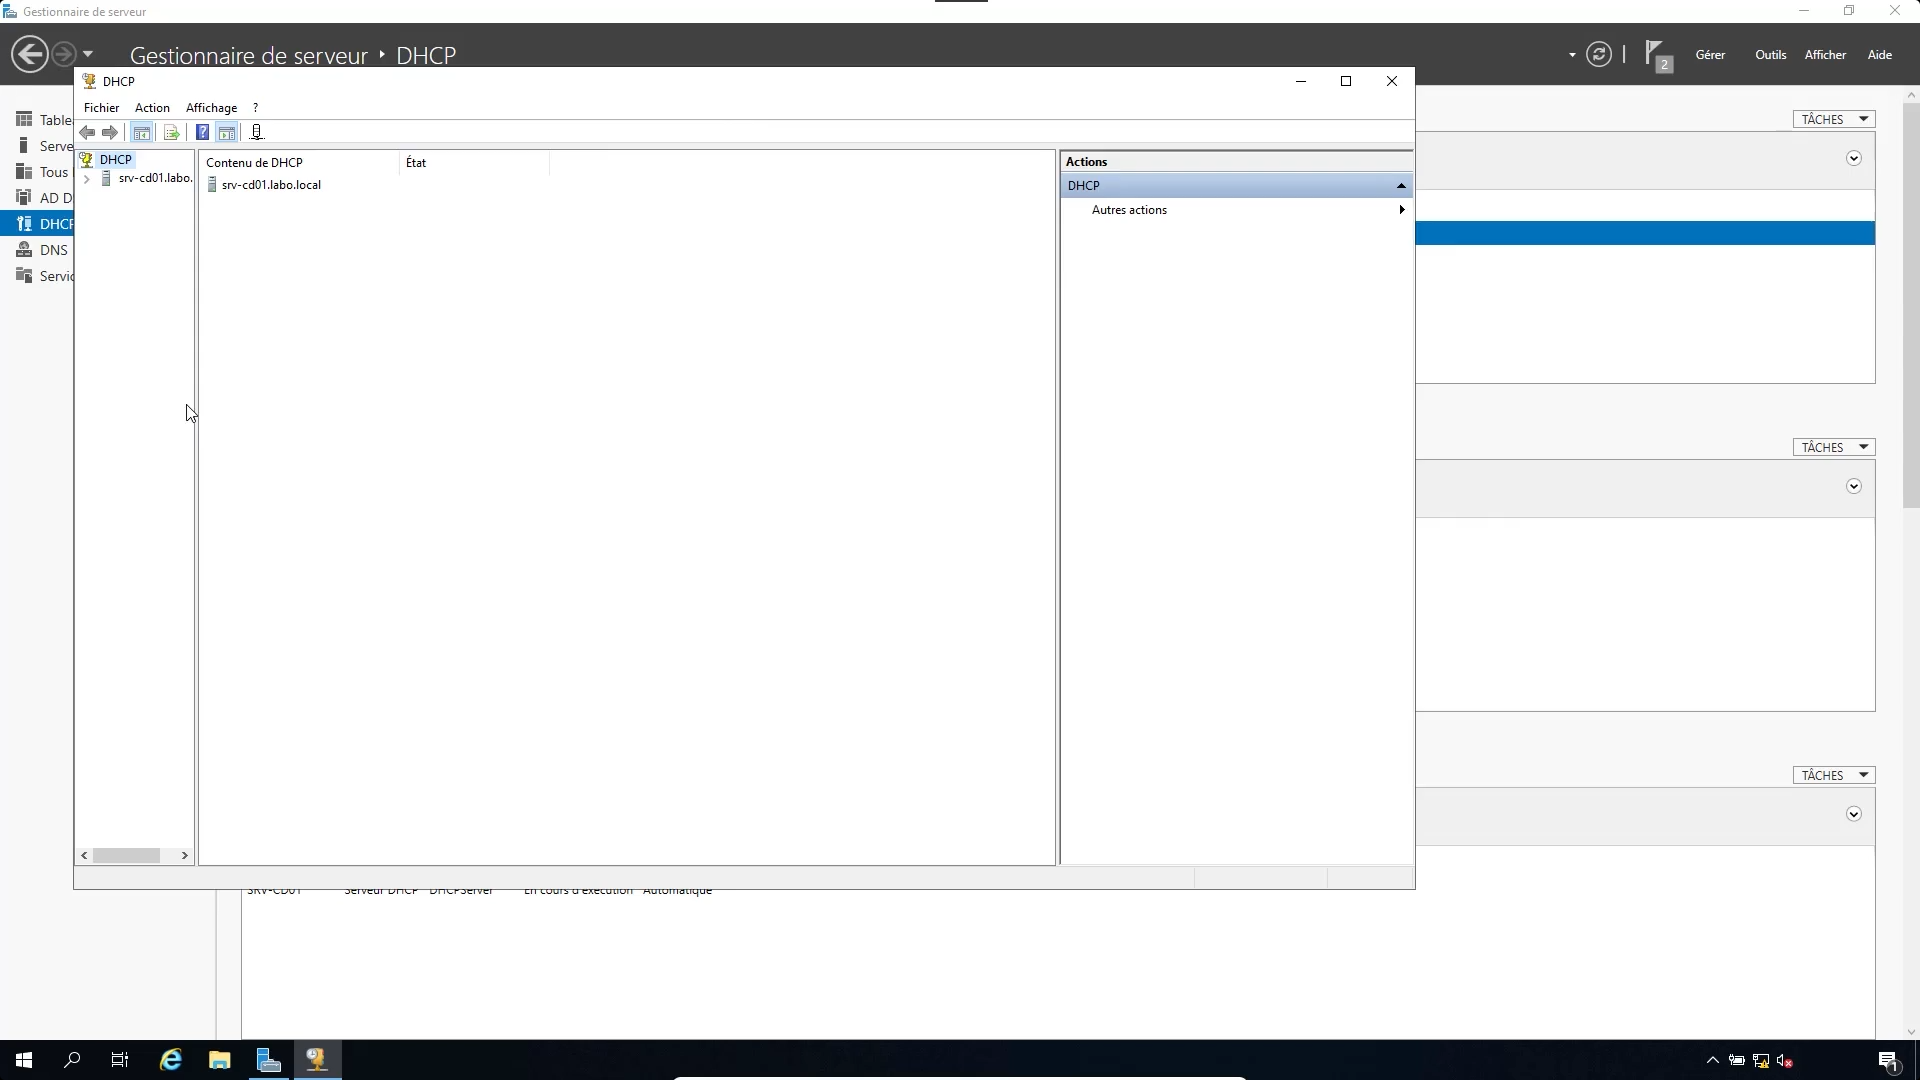 Gestionnaire de serveur
Gestionnaire de serveur ‣ DHCP
2
Gérer
Outils
Afficher
Aide
DHCP
Fichier
Action
Affichage
?
Table
Serve
Tous
AD D
DHCP
DNS
Servic
DHCP
srv-cd01.labo.
Contenu de DHCP
État
srv-cd01.labo.local
Actions
DHCP
Autres actions
TÂCHES
TÂCHES
TÂCHES
SRV-CD01 Serveur DHCP DHCPServer En cours d'exécution Automatique
1